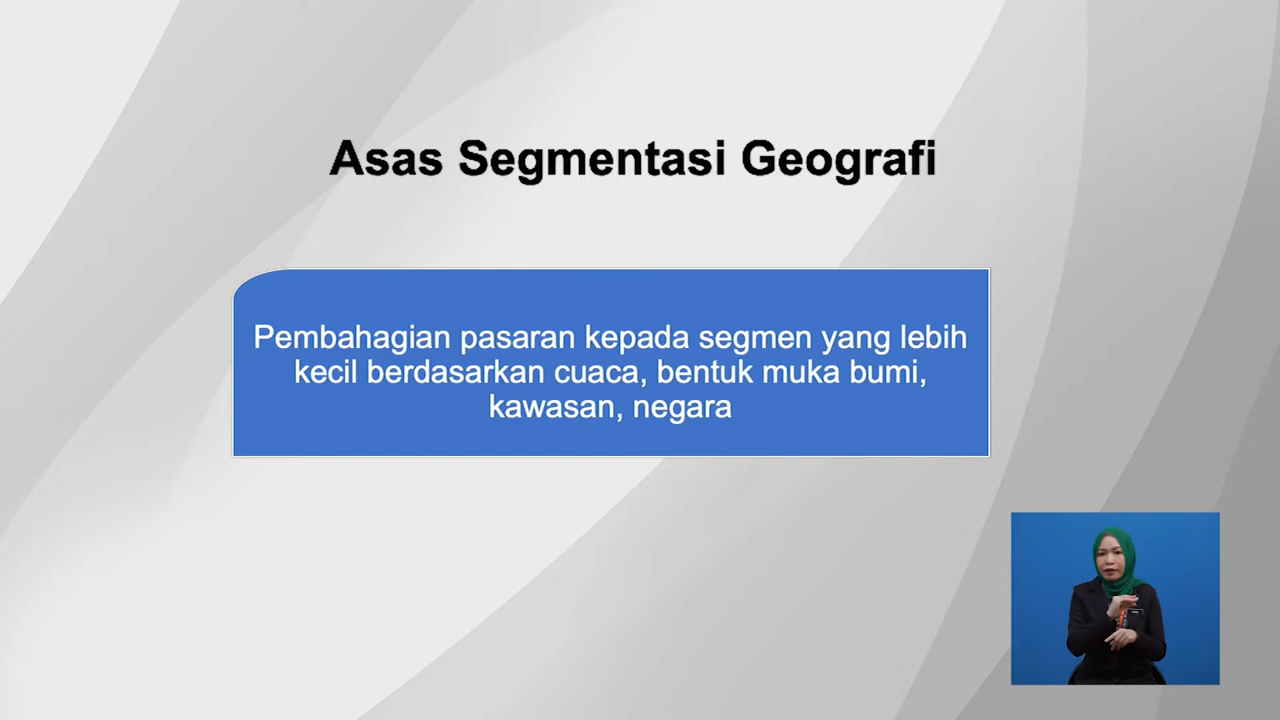 Asas Segmentasi Geografi
Pembahagian pasaran kepada segmen yang lebih
kecil berdasarkan cuaca, bentuk muka bumi,
kawasan, negara